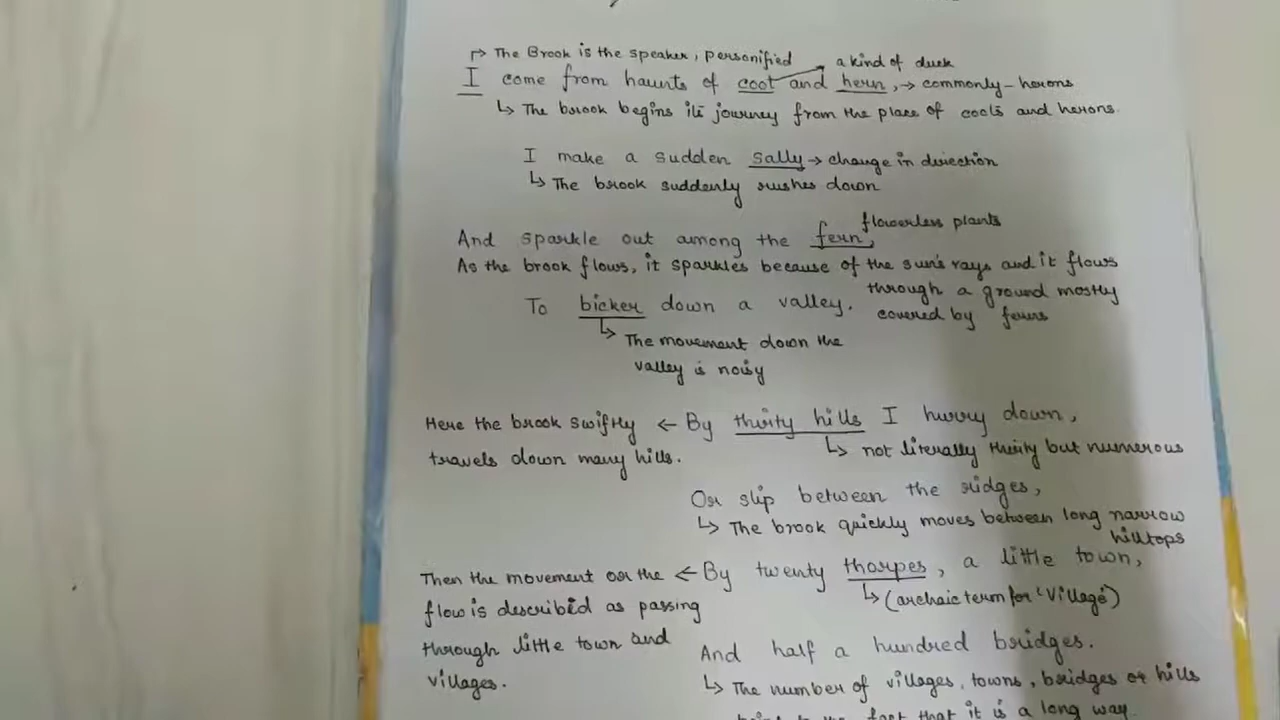 ↱ The Brook is the speaker, personified a kind of duck
I come from haunts of coot and hern, → commonly - herons
↳ The brook begins its journey from the place of coots and herons.
I make a sudden sally → change in direction
↳ The brook suddenly rushes down
flowerless plants
And sparkle out among the fern,
As the brook flows, it sparkles because of the sun's rays and it flows
through a ground mostly
To bicker down a valley. covered by ferns
↳ The movement down the
valley is noisy
Here the brook swiftly ← By thirty hills I hurry down,
travels down many hills. ↳ not literally thirty but numerous
Or slip between the ridges,
↳ The brook quickly moves between long narrow
hilltops
Then the movement or the ← By twenty thorpes, a little town,
flow is described as passing ↳ (archaic term for 'Village')
through little town and And half a hundred bridges.
villages. ↳ The number of villages, towns, bridges or hills
the fact that it is a long way